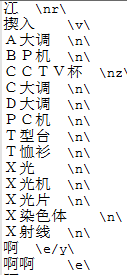 冮 \nr\
揳入 \v\
Ａ大调 \n\
ＢＰ机 \n\
ＣＣＴＶ杯 \nz\
Ｃ大调 \n\
Ｄ大调 \n\
ＰＣ机 \n\
Ｔ型台 \n\
Ｔ恤衫 \n\
Ｘ光 \n\
Ｘ光机 \n\
Ｘ光片 \n\
Ｘ染色体 \n\
Ｘ射线 \n\
啊 \e/y\
啊啊 \e\